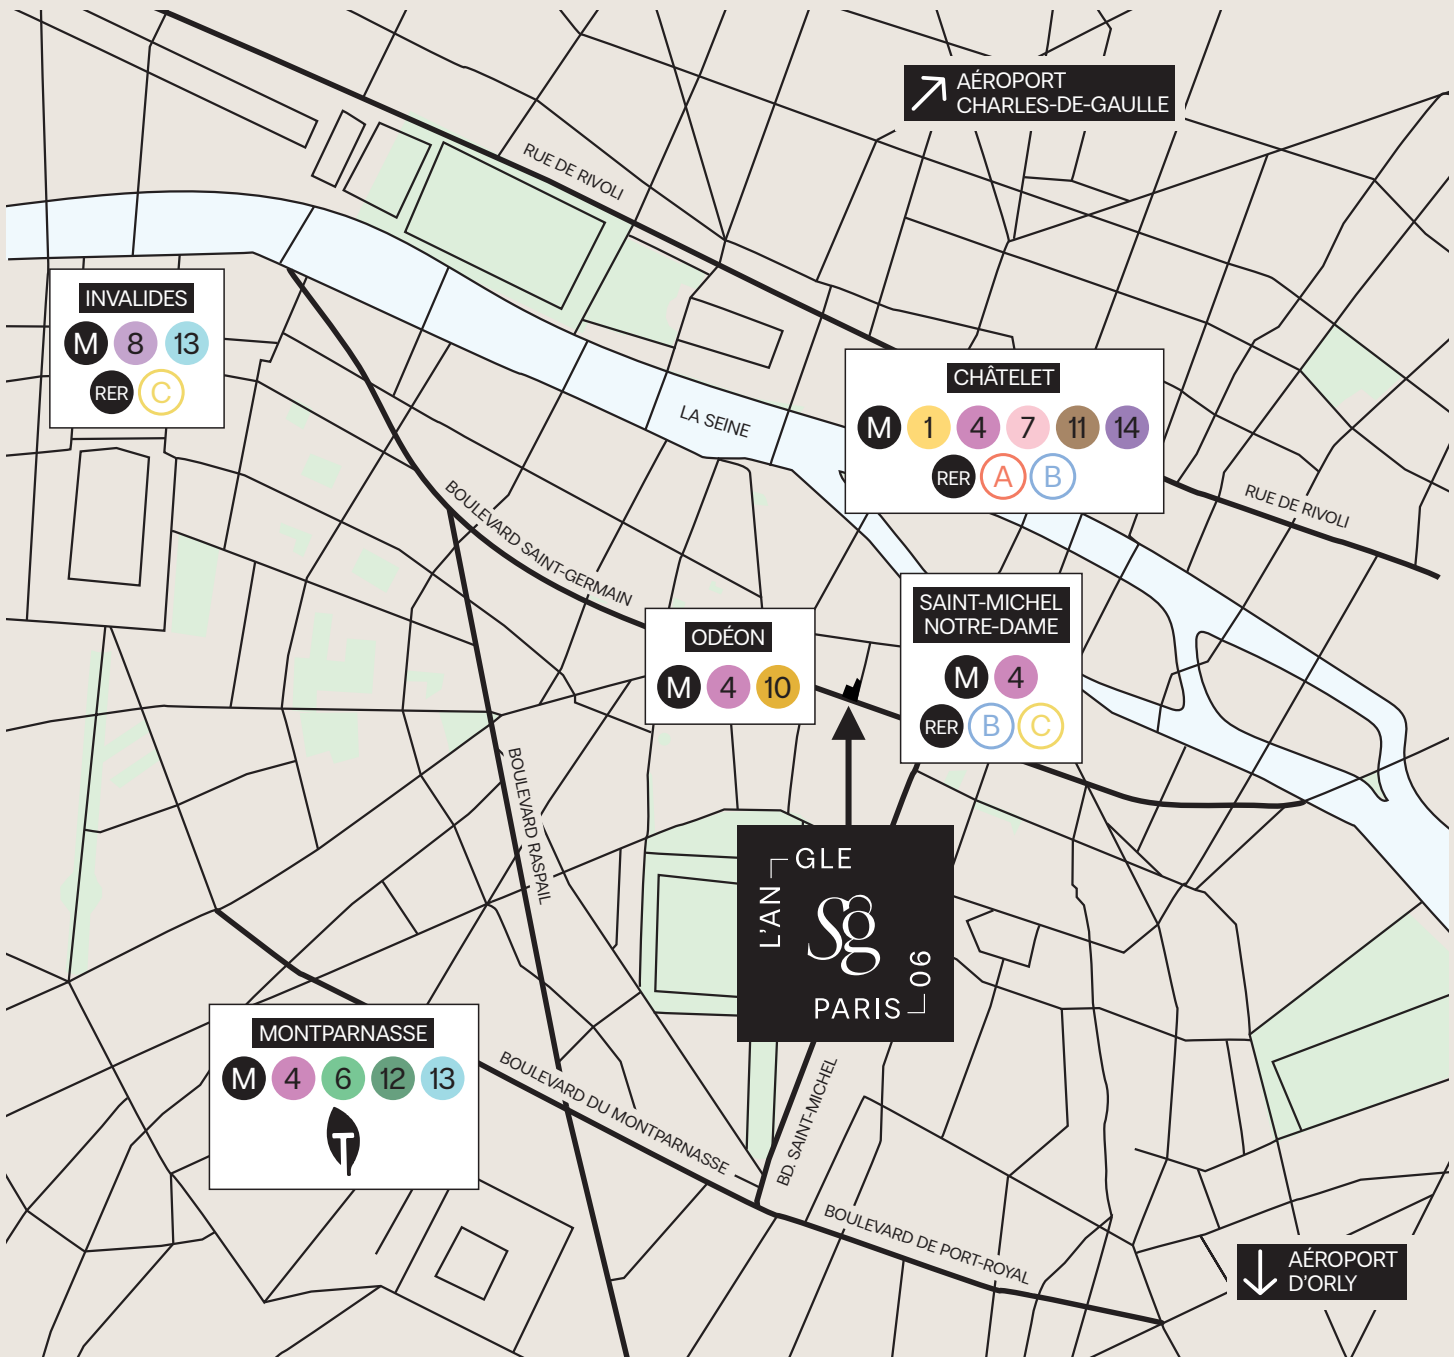 AÉROPORT
CHARLES-DE-GAULLE
RUE DE RIVOLI
INVALIDES
M 8 13
RER C
CHÂTELET
M 1 4 7 11 14
RER A B
LA SEINE
RUE DE RIVOLI
BOULEVARD SAINT-GERMAIN
SAINT-MICHEL
NOTRE-DAME
M 4
RER B C
ODÉON
M 4 10
BOULEVARD RASPAIL
L'AN
GLE
Sg
PARIS
06
MONTPARNASSE
M 4 6 12 13
T
BOULEVARD DU MONTPARNASSE
BD. SAINT-MICHEL
BOULEVARD DE PORT-ROYAL
AÉROPORT
D'ORLY